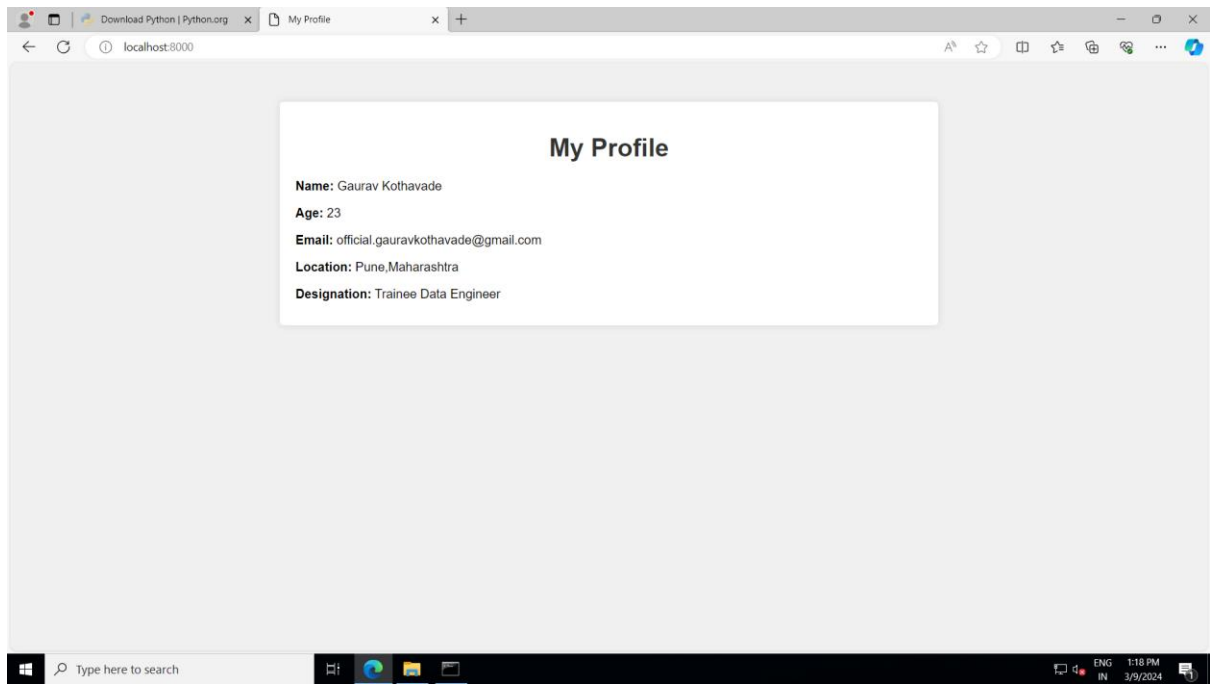 Download Python | Python.org
My Profile
localhost:8000
My Profile
Name: Gaurav Kothavade
Age: 23
Email: official.gauravkothavade@gmail.com
Location: Pune,Maharashtra
Designation: Trainee Data Engineer
Type here to search
ENG 1:18 PM
IN 3/9/2024